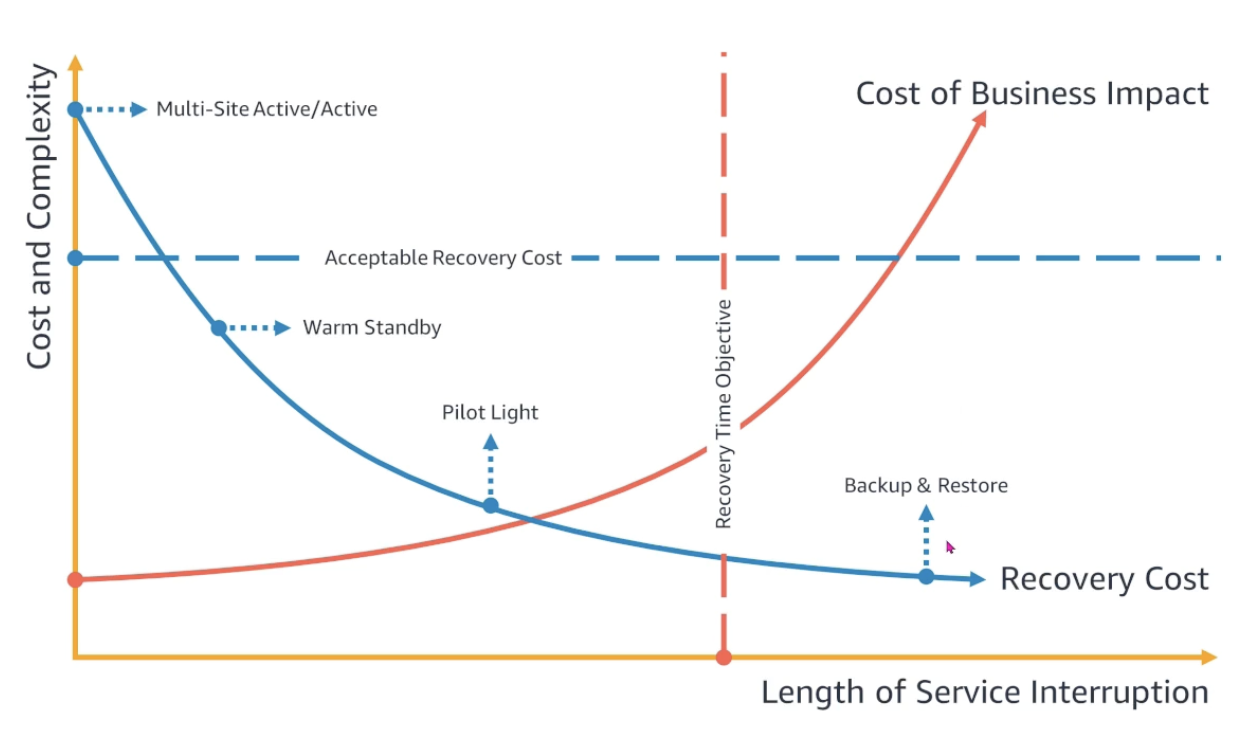 Cost and Complexity
Multi-Site Active/Active
Cost of Business Impact
Acceptable Recovery Cost
Warm Standby
Recovery Time Objective
Pilot Light
Backup & Restore
Recovery Cost
Length of Service Interruption